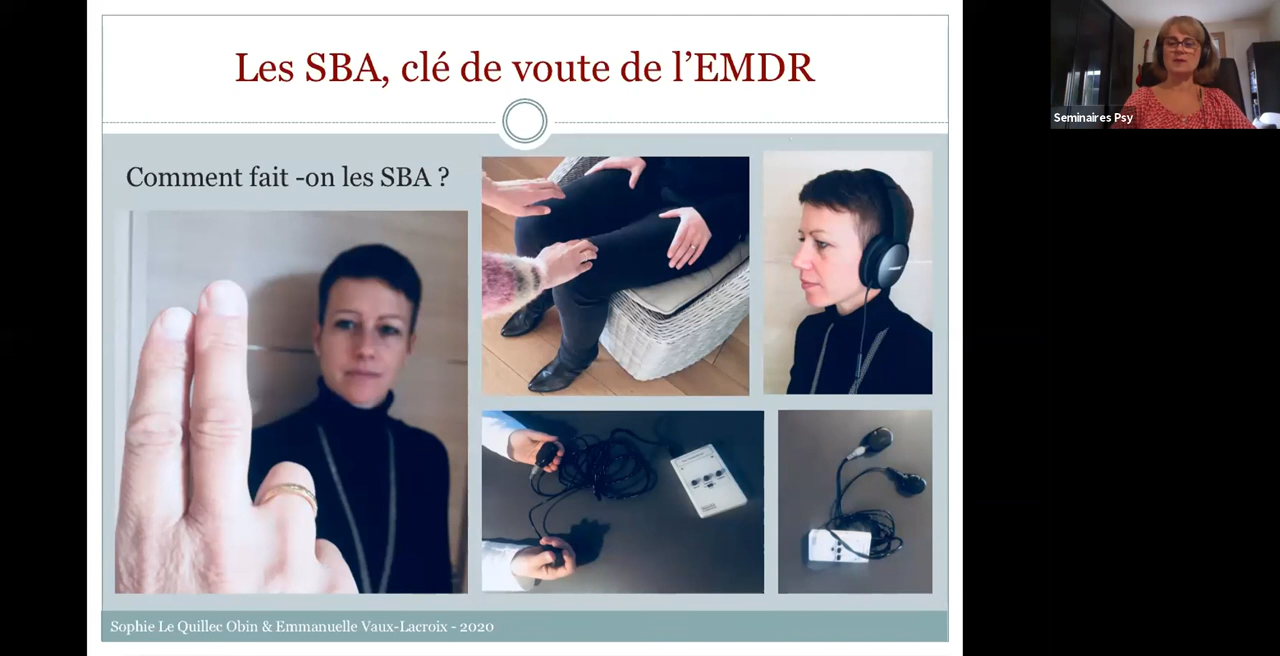 Les SBA, clé de voute de l’EMDR
Seminaires Psy
Comment fait -on les SBA ?
Sophie Le Quillec Obin & Emmanuelle Vaux-Lacroix - 2020